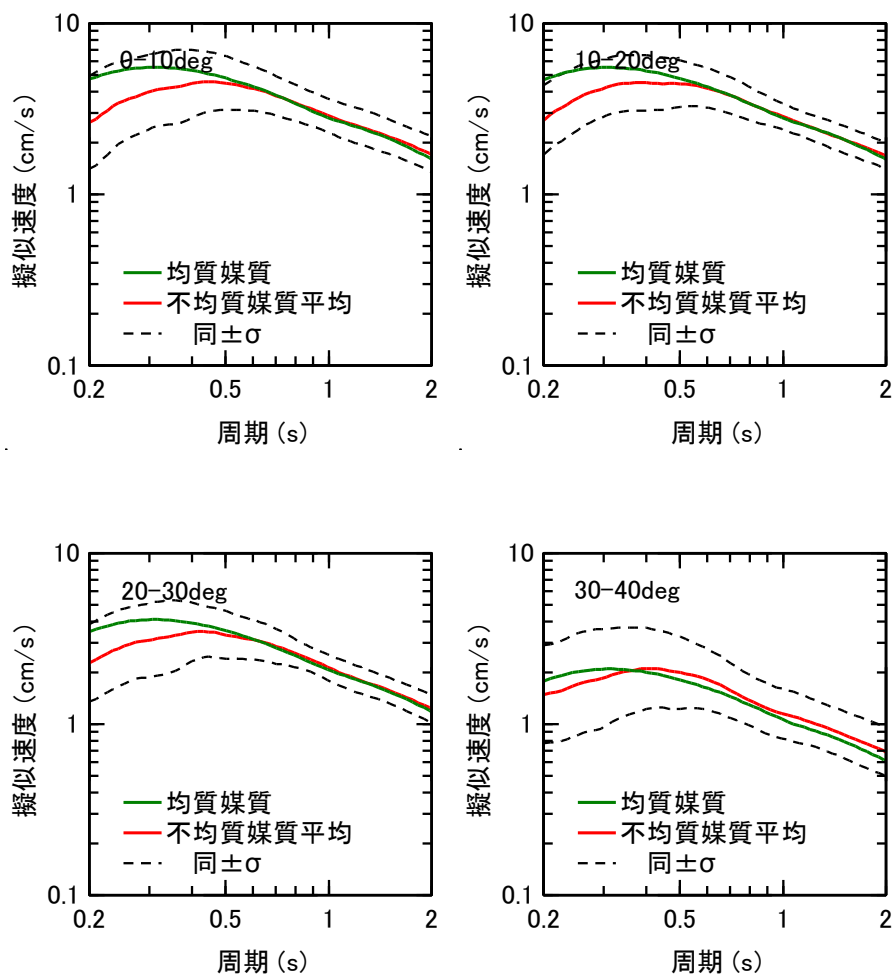 10
1
0.1
擬似速度 (cm/s)
0-10deg
均質媒質
不均質媒質平均
同±σ
0.2 0.5 1 2
周期 (s)
10
1
0.1
擬似速度 (cm/s)
10-20deg
均質媒質
不均質媒質平均
同±σ
0.2 0.5 1 2
周期 (s)
10
1
0.1
擬似速度 (cm/s)
20-30deg
均質媒質
不均質媒質平均
同±σ
0.2 0.5 1 2
周期 (s)
10
1
0.1
擬似速度 (cm/s)
30-40deg
均質媒質
不均質媒質平均
同±σ
0.2 0.5 1 2
周期 (s)